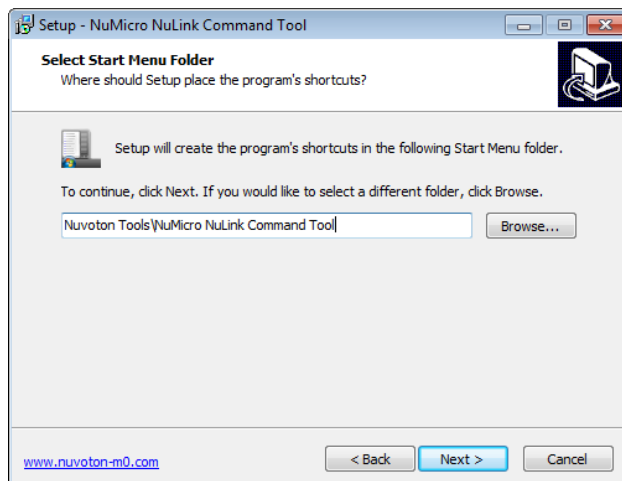 Setup - NuMicro NuLink Command Tool
Select Start Menu Folder
Where should Setup place the program's shortcuts?
Setup will create the program's shortcuts in the following Start Menu folder.
To continue, click Next. If you would like to select a different folder, click Browse.
Nuvoton Tools\NuMicro NuLink Command Tool
Browse...
www.nuvoton-m0.com
< Back
Next >
Cancel